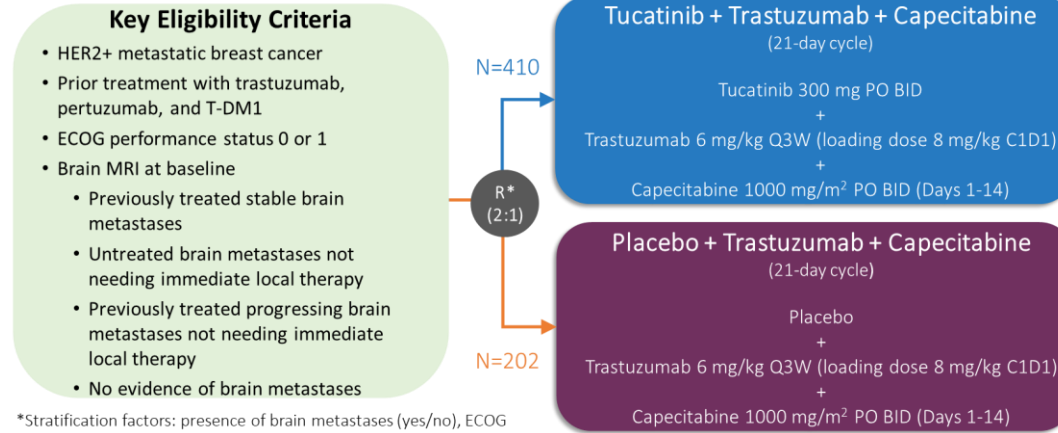 Key Eligibility Criteria
• HER2+ metastatic breast cancer
• Prior treatment with trastuzumab,
pertuzumab, and T-DM1
• ECOG performance status 0 or 1
• Brain MRI at baseline
• Previously treated stable brain
metastases
• Untreated brain metastases not
needing immediate local therapy
• Previously treated progressing brain
metastases not needing immediate
local therapy
• No evidence of brain metastases
*Stratification factors: presence of brain metastases (yes/no), ECOG
R*
(2:1)
N=410
N=202
Tucatinib + Trastuzumab + Capecitabine
(21-day cycle)
Tucatinib 300 mg PO BID
+
Trastuzumab 6 mg/kg Q3W (loading dose 8 mg/kg C1D1)
+
Capecitabine 1000 mg/m² PO BID (Days 1-14)
Placebo + Trastuzumab + Capecitabine
(21-day cycle)
Placebo
+
Trastuzumab 6 mg/kg Q3W (loading dose 8 mg/kg C1D1)
+
Capecitabine 1000 mg/m² PO BID (Days 1-14)